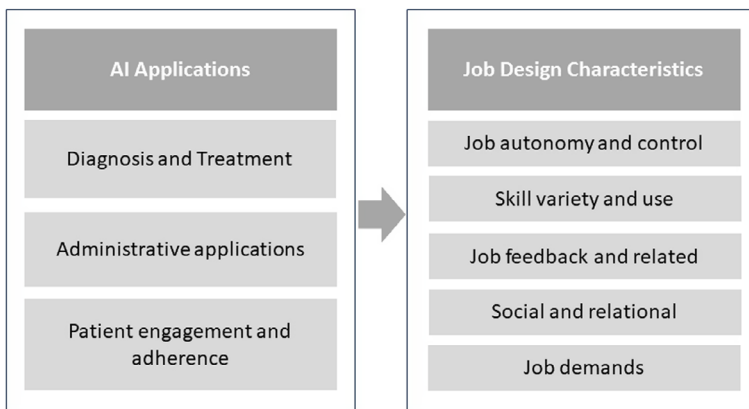 AI Applications
Diagnosis and Treatment
Administrative applications
Patient engagement and
adherence
Job Design Characteristics
Job autonomy and control
Skill variety and use
Job feedback and related
Social and relational
Job demands